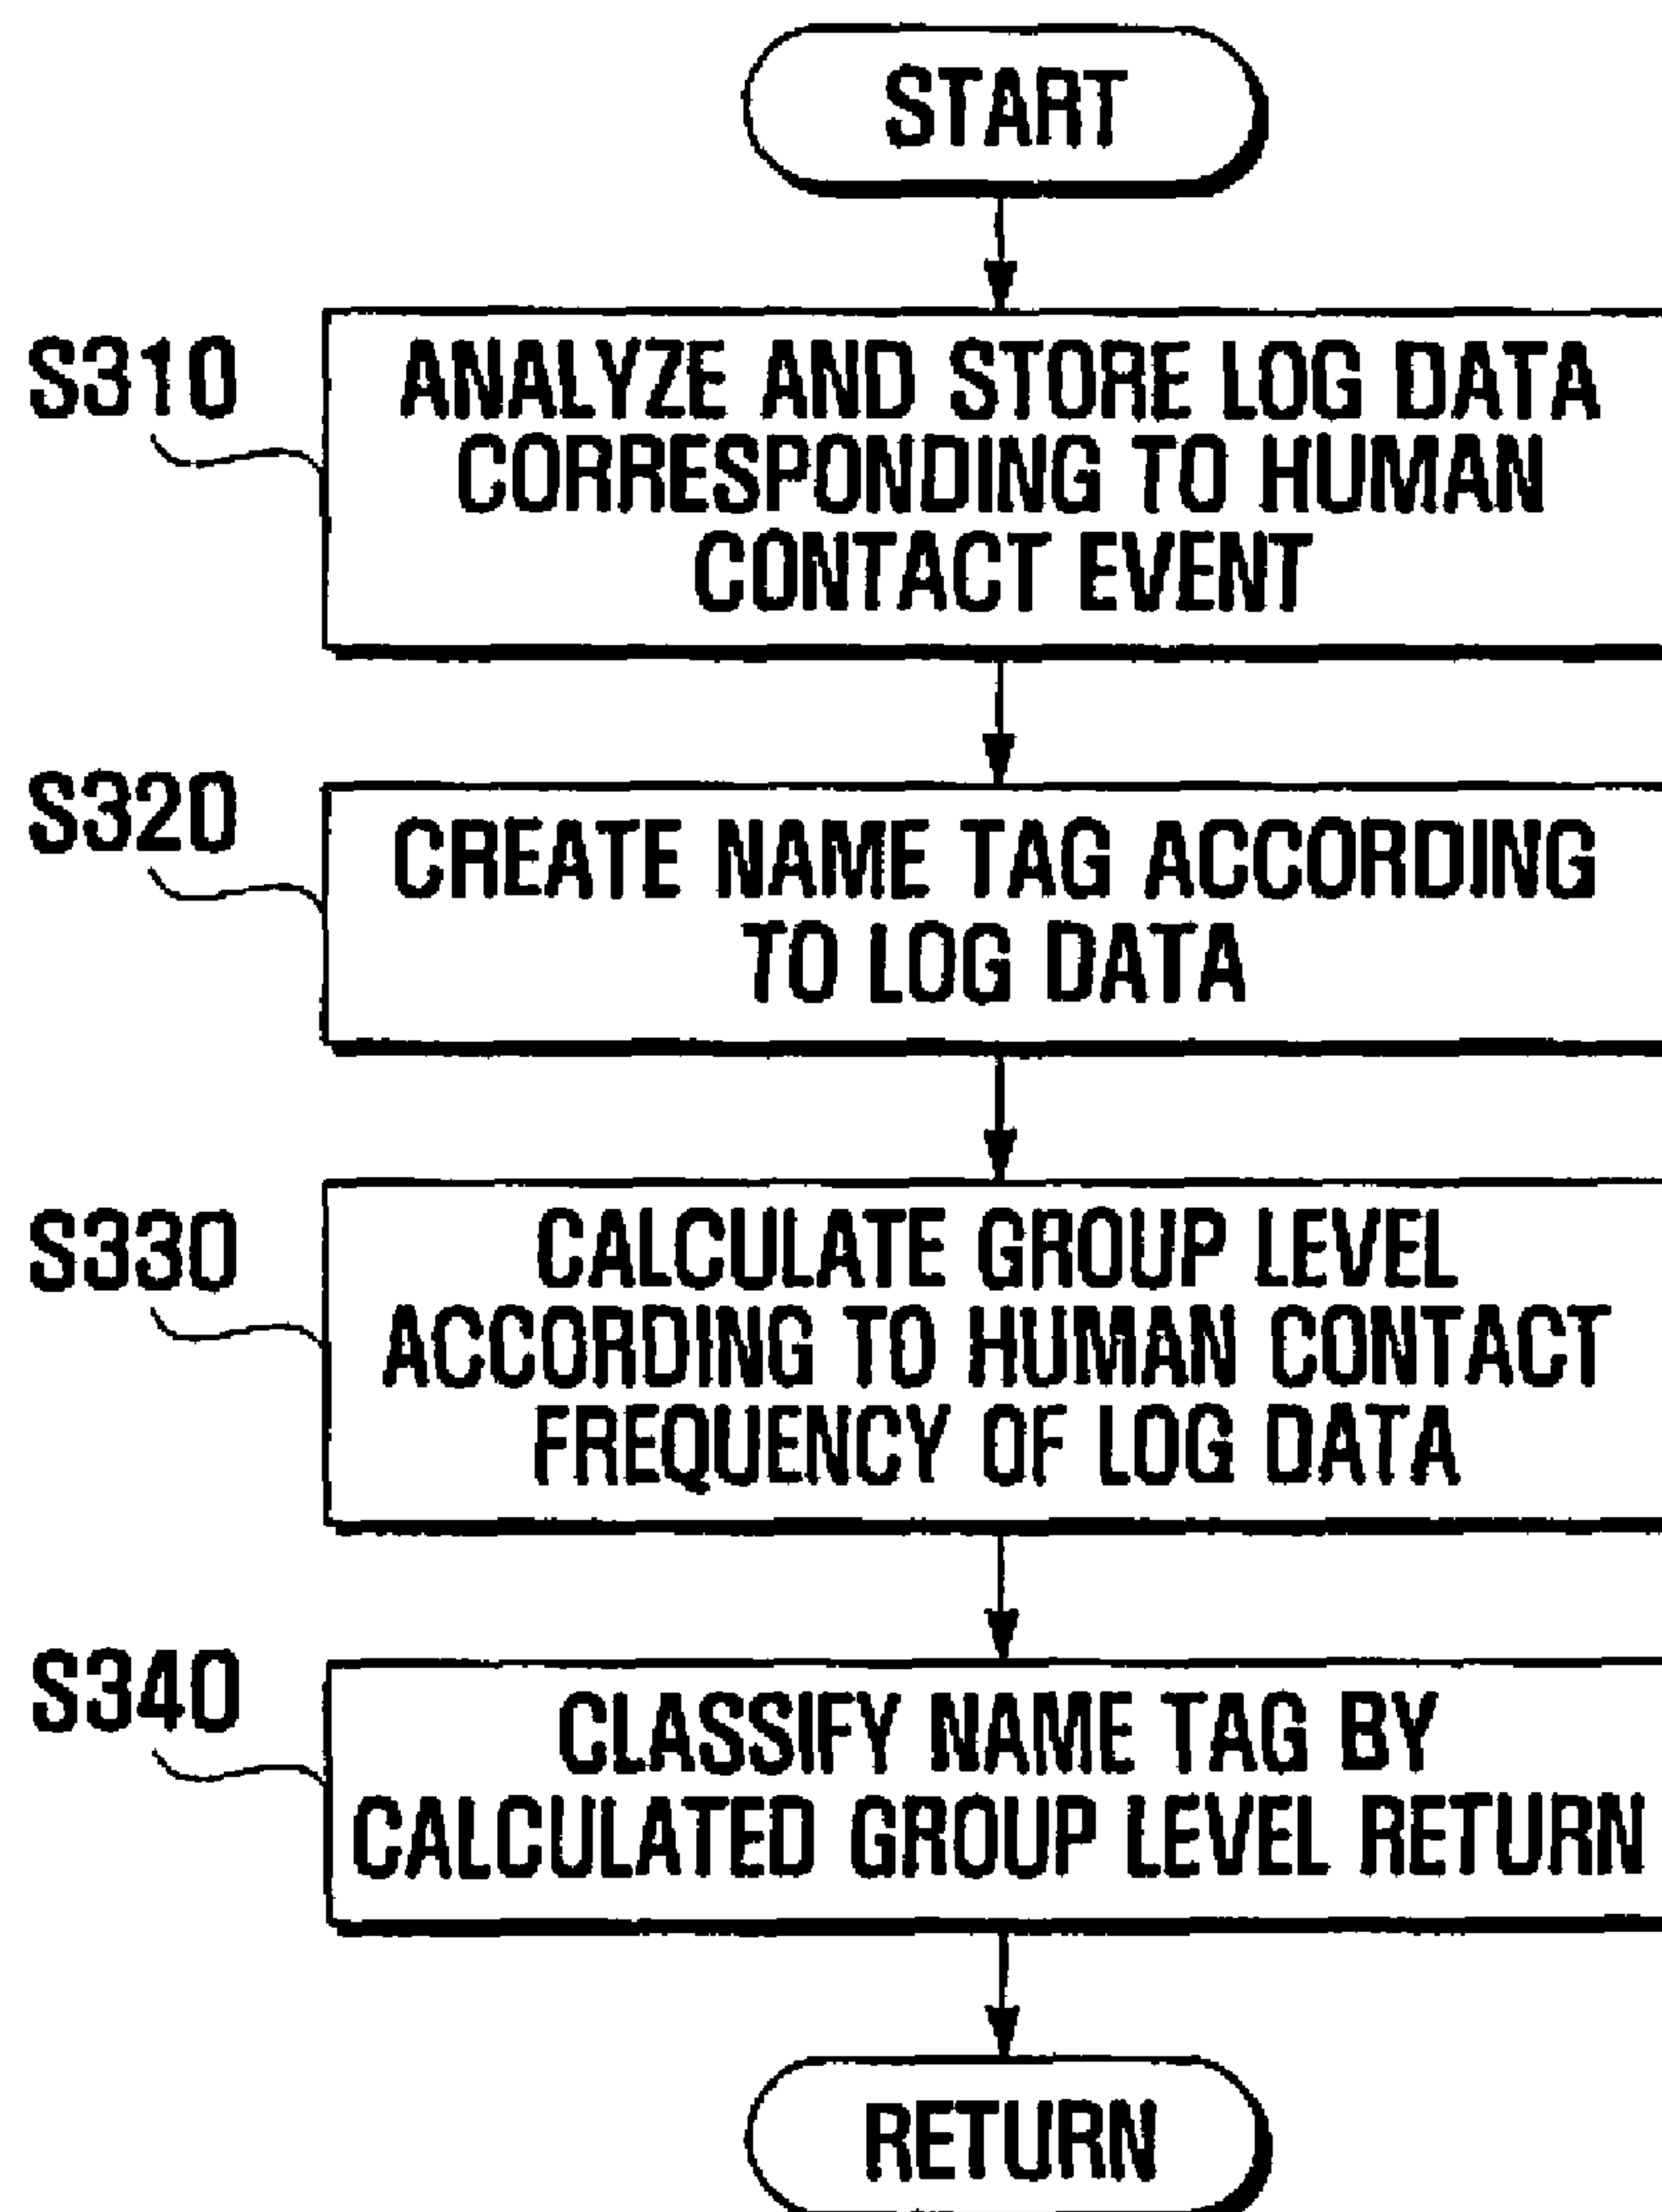 START
S310
ANALYZE AND STORE LOG DATA
CORRESPONDING TO HUMAN
CONTACT EVENT
S320
CREATE NAME TAG ACCORDING
TO LOG DATA
S330
CALCULATE GROUP LEVEL
ACCORDING TO HUMAN CONTACT
FREQUENCY OF LOG DATA
S340
CLASSIFY NAME TAG BY
CALCULATED GROUP LEVEL RETURN
RETURN